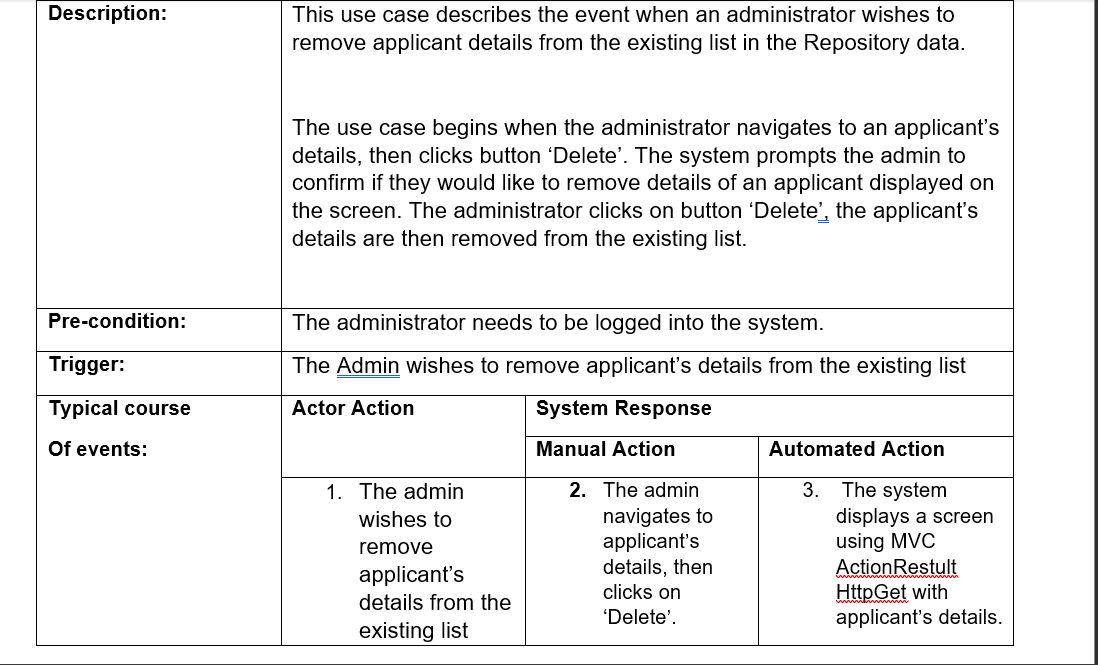 Description:
This use case describes the event when an administrator wishes to
remove applicant details from the existing list in the Repository data.
The use case begins when the administrator navigates to an applicant’s
details, then clicks button ‘Delete’. The system prompts the admin to
confirm if they would like to remove details of an applicant displayed on
the screen. The administrator clicks on button ‘Delete’, the applicant’s
details are then removed from the existing list.
Pre-condition:
The administrator needs to be logged into the system.
Trigger:
The Admin wishes to remove applicant’s details from the existing list
Typical course
Of events:
Actor Action
System Response
Manual Action
Automated Action
1. The admin
wishes to
remove
applicant’s
details from the
existing list
2. The admin
navigates to
applicant’s
details, then
clicks on
‘Delete’.
3. The system
displays a screen
using MVC
ActionRestult
HttpGet with
applicant’s details.